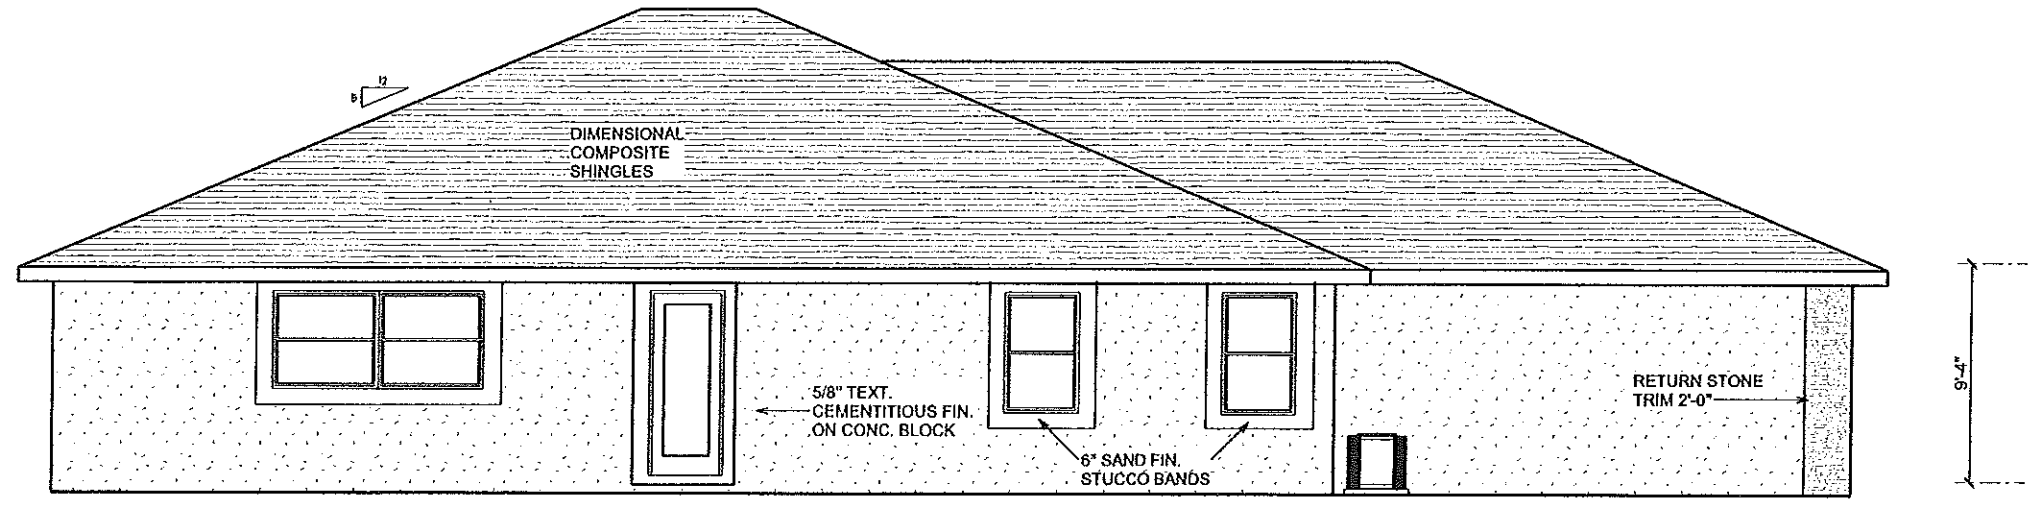 12
5
DIMENSIONAL
COMPOSITE
SHINGLES
5/8" TEXT.
CEMENTITIOUS FIN.
ON CONC. BLOCK
6" SAND FIN.
STUCCO BANDS
RETURN STONE
TRIM 2'-0"
9'-4"